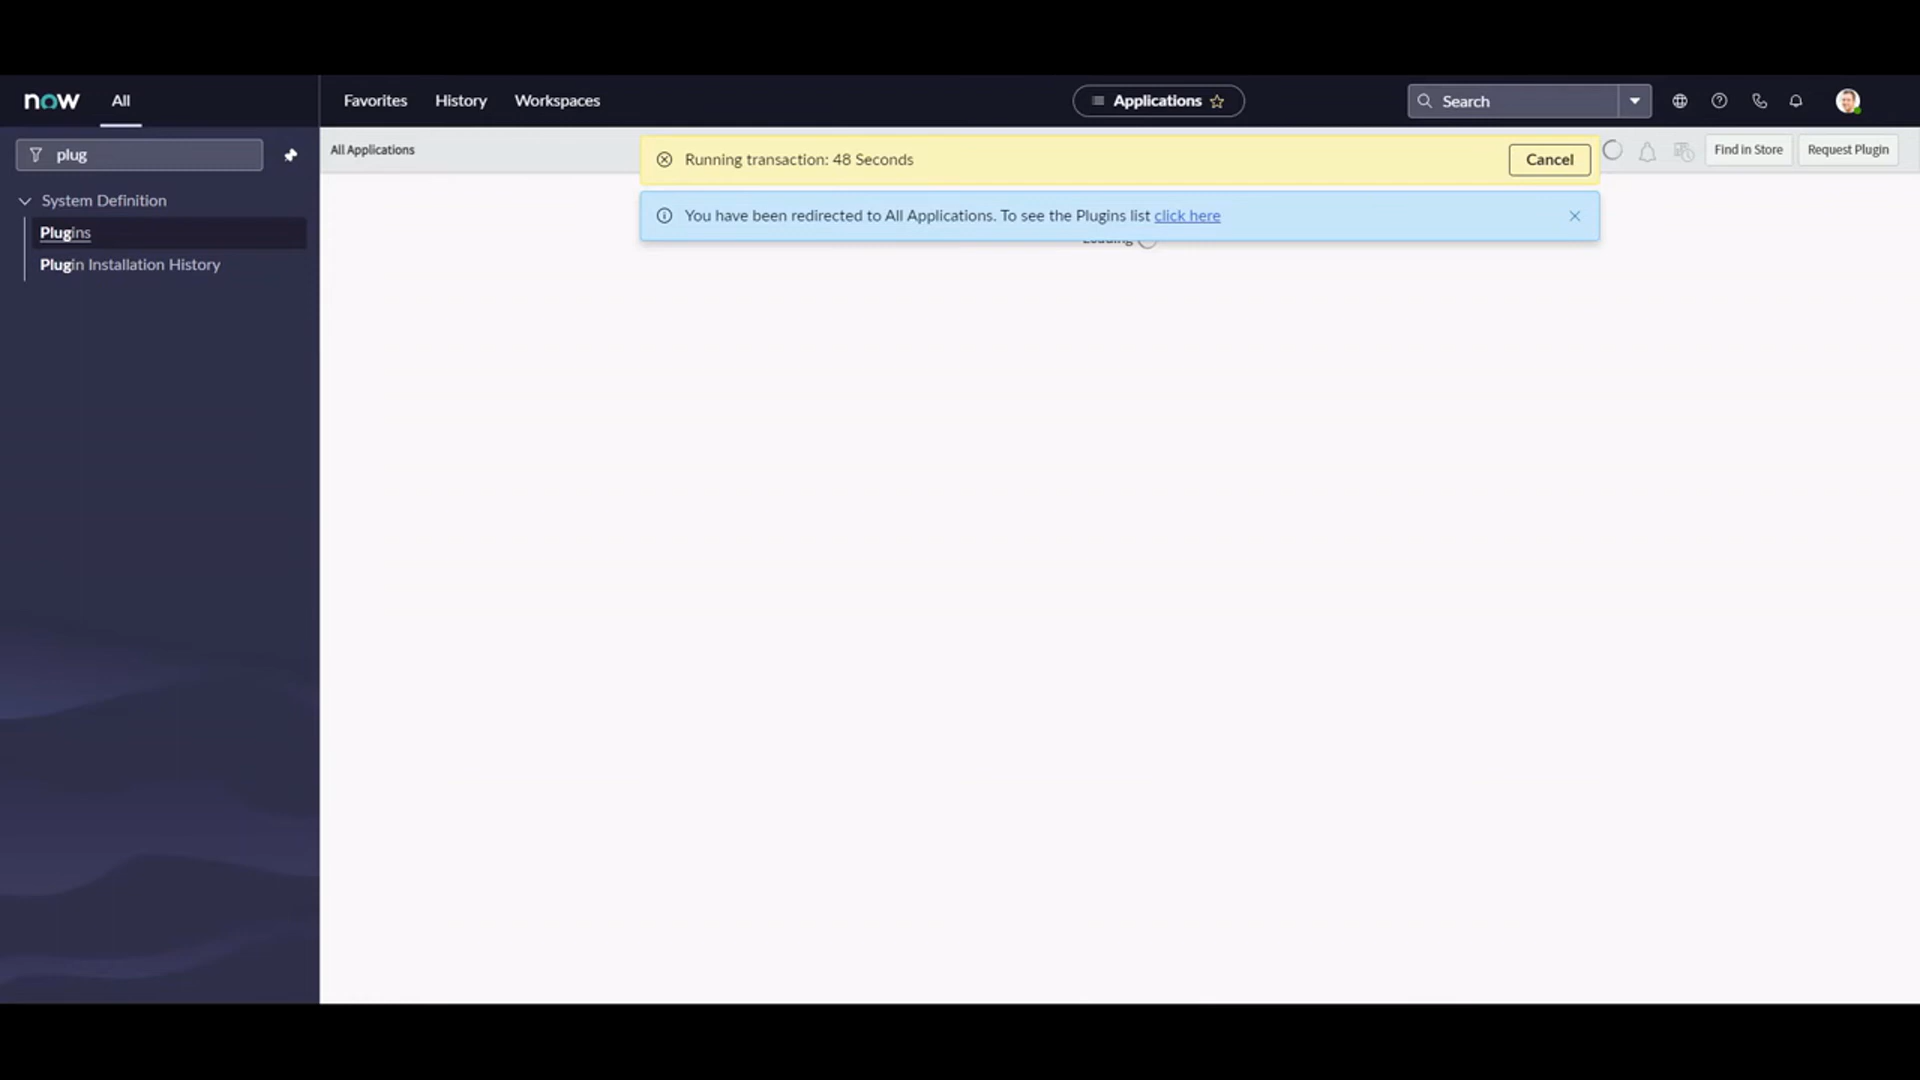 now All Favorites History Workspaces Applications Search
plug
All Applications
Running transaction: 48 Seconds Cancel
Find in Store Request Plugin
System Definition
You have been redirected to All Applications. To see the Plugins list click here
Plugins
Loading
Plugin Installation History